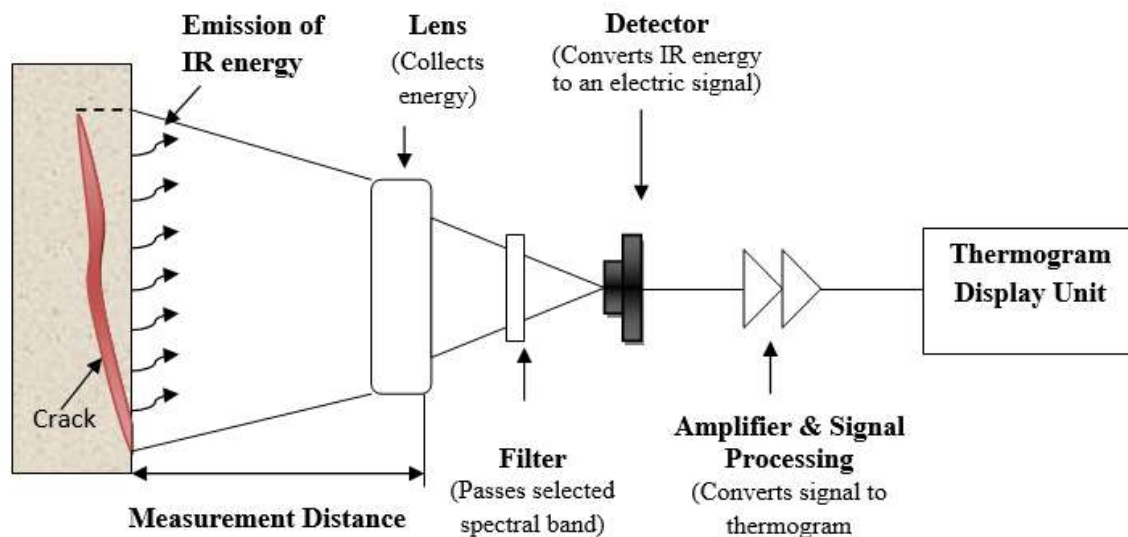 Emission of
IR energy
Lens
(Collects
energy)
Detector
(Converts IR energy
to an electric signal)
Thermogram
Display Unit
Crack
Measurement Distance
Filter
(Passes selected
spectral band)
Amplifier & Signal
Processing
(Converts signal to
thermogram